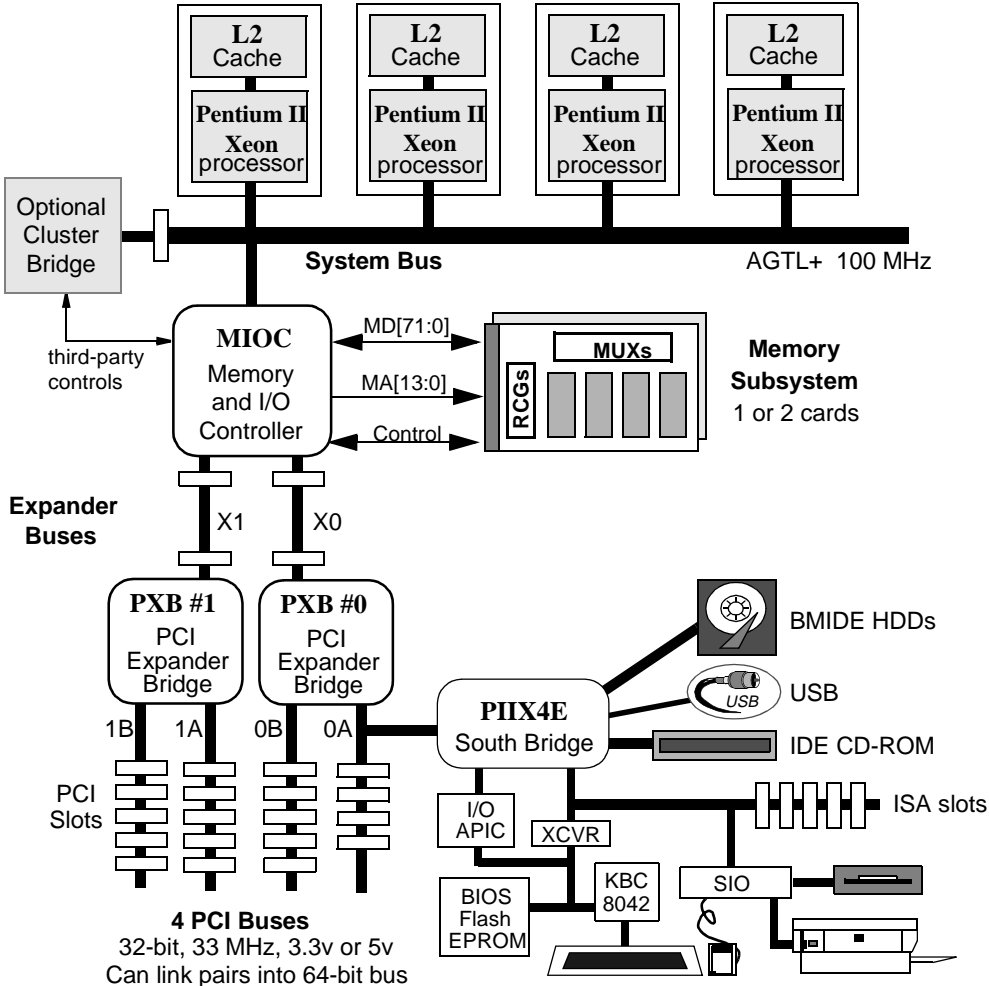 L2
Cache
Pentium II
Xeon
processor
L2
Cache
Pentium II
Xeon
processor
L2
Cache
Pentium II
Xeon
processor
L2
Cache
Pentium II
Xeon
processor
Optional
Cluster
Bridge
System Bus
AGTL+ 100 MHz
third-party
controls
MIOC
Memory
and I/O
Controller
MD[71:0]
MA[13:0]
Control
MUXs
RCGs
Memory
Subsystem
1 or 2 cards
Expander
Buses
X1
X0
PXB #1
PCI
Expander
Bridge
PXB #0
PCI
Expander
Bridge
1B
1A
0B
0A
PCI
Slots
4 PCI Buses
32-bit, 33 MHz, 3.3v or 5v
Can link pairs into 64-bit bus
PIIX4E
South Bridge
BMIDE HDDs
USB
USB
IDE CD-ROM
ISA slots
I/O
APIC
XCVR
BIOS
Flash
EPROM
KBC
8042
SIO